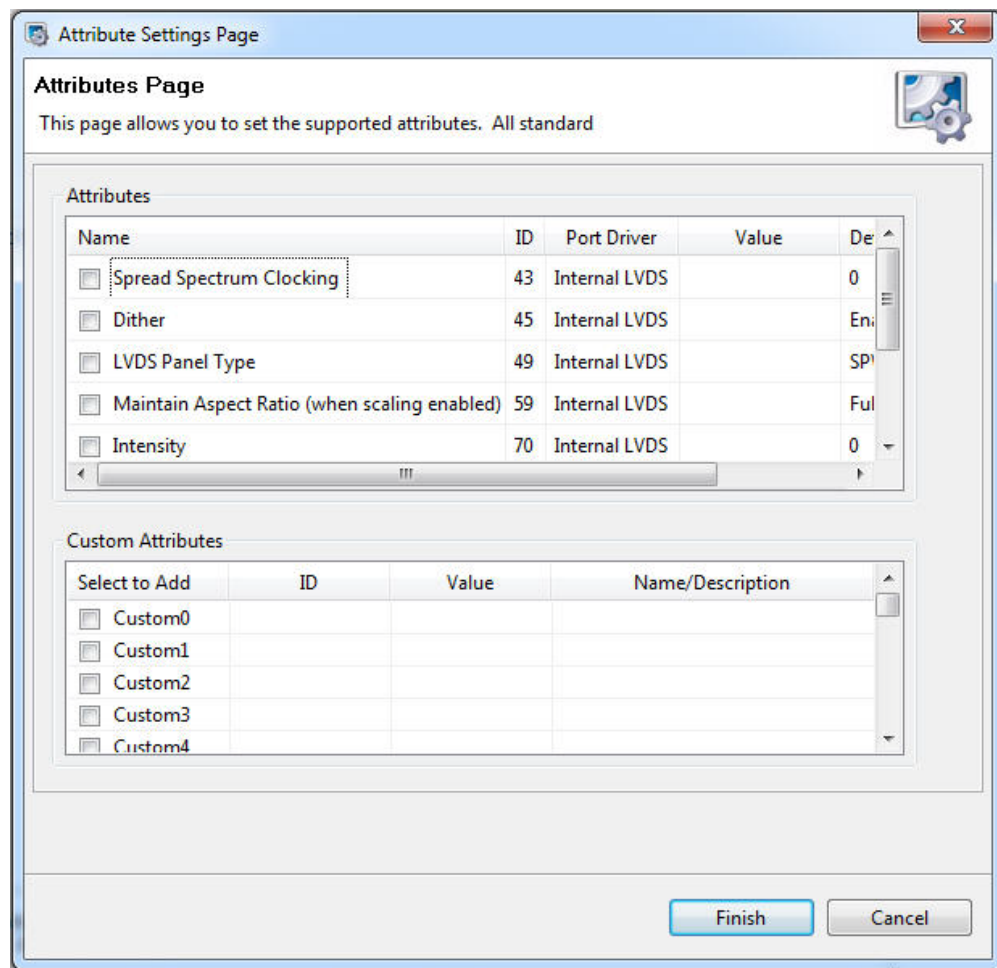 Attribute Settings Page
Attributes Page
This page allows you to set the supported attributes. All standard
Attributes
Name ID Port Driver Value
Spread Spectrum Clocking 43 Internal LVDS 0
Dither 45 Internal LVDS
LVDS Panel Type 49 Internal LVDS
Maintain Aspect Ratio (when scaling enabled) 59 Internal LVDS
Intensity 70 Internal LVDS 0
Custom Attributes
Select to Add ID Value Name/Description
Custom0
Custom1
Custom2
Custom3
Custom4
Finish Cancel